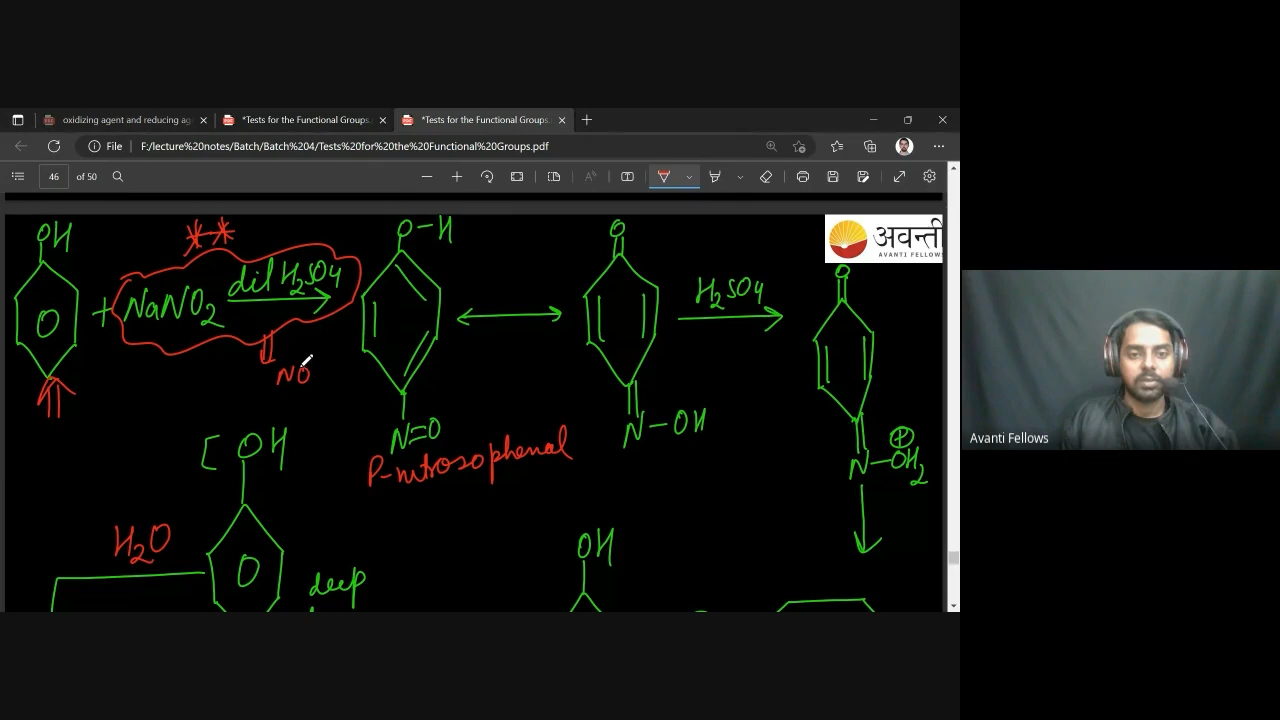 oxidizing agent and reducing ag
*Tests for the Functional Groups.
*Tests for the Functional Groups.
File
F:/lecture%20notes/Batch/Batch%204/Tests%20for%20the%20Functional%20Groups.pdf
46 of 50
अवन्ती
AVANTI FELLOWS
OH
+ NaNO2
dil H2SO4
NO
O-H
N=O
P-nitrosophenal
O
N-OH
H2SO4
O
N-OH2
+
[ OH
H2O
deep
OH
Avanti Fellows